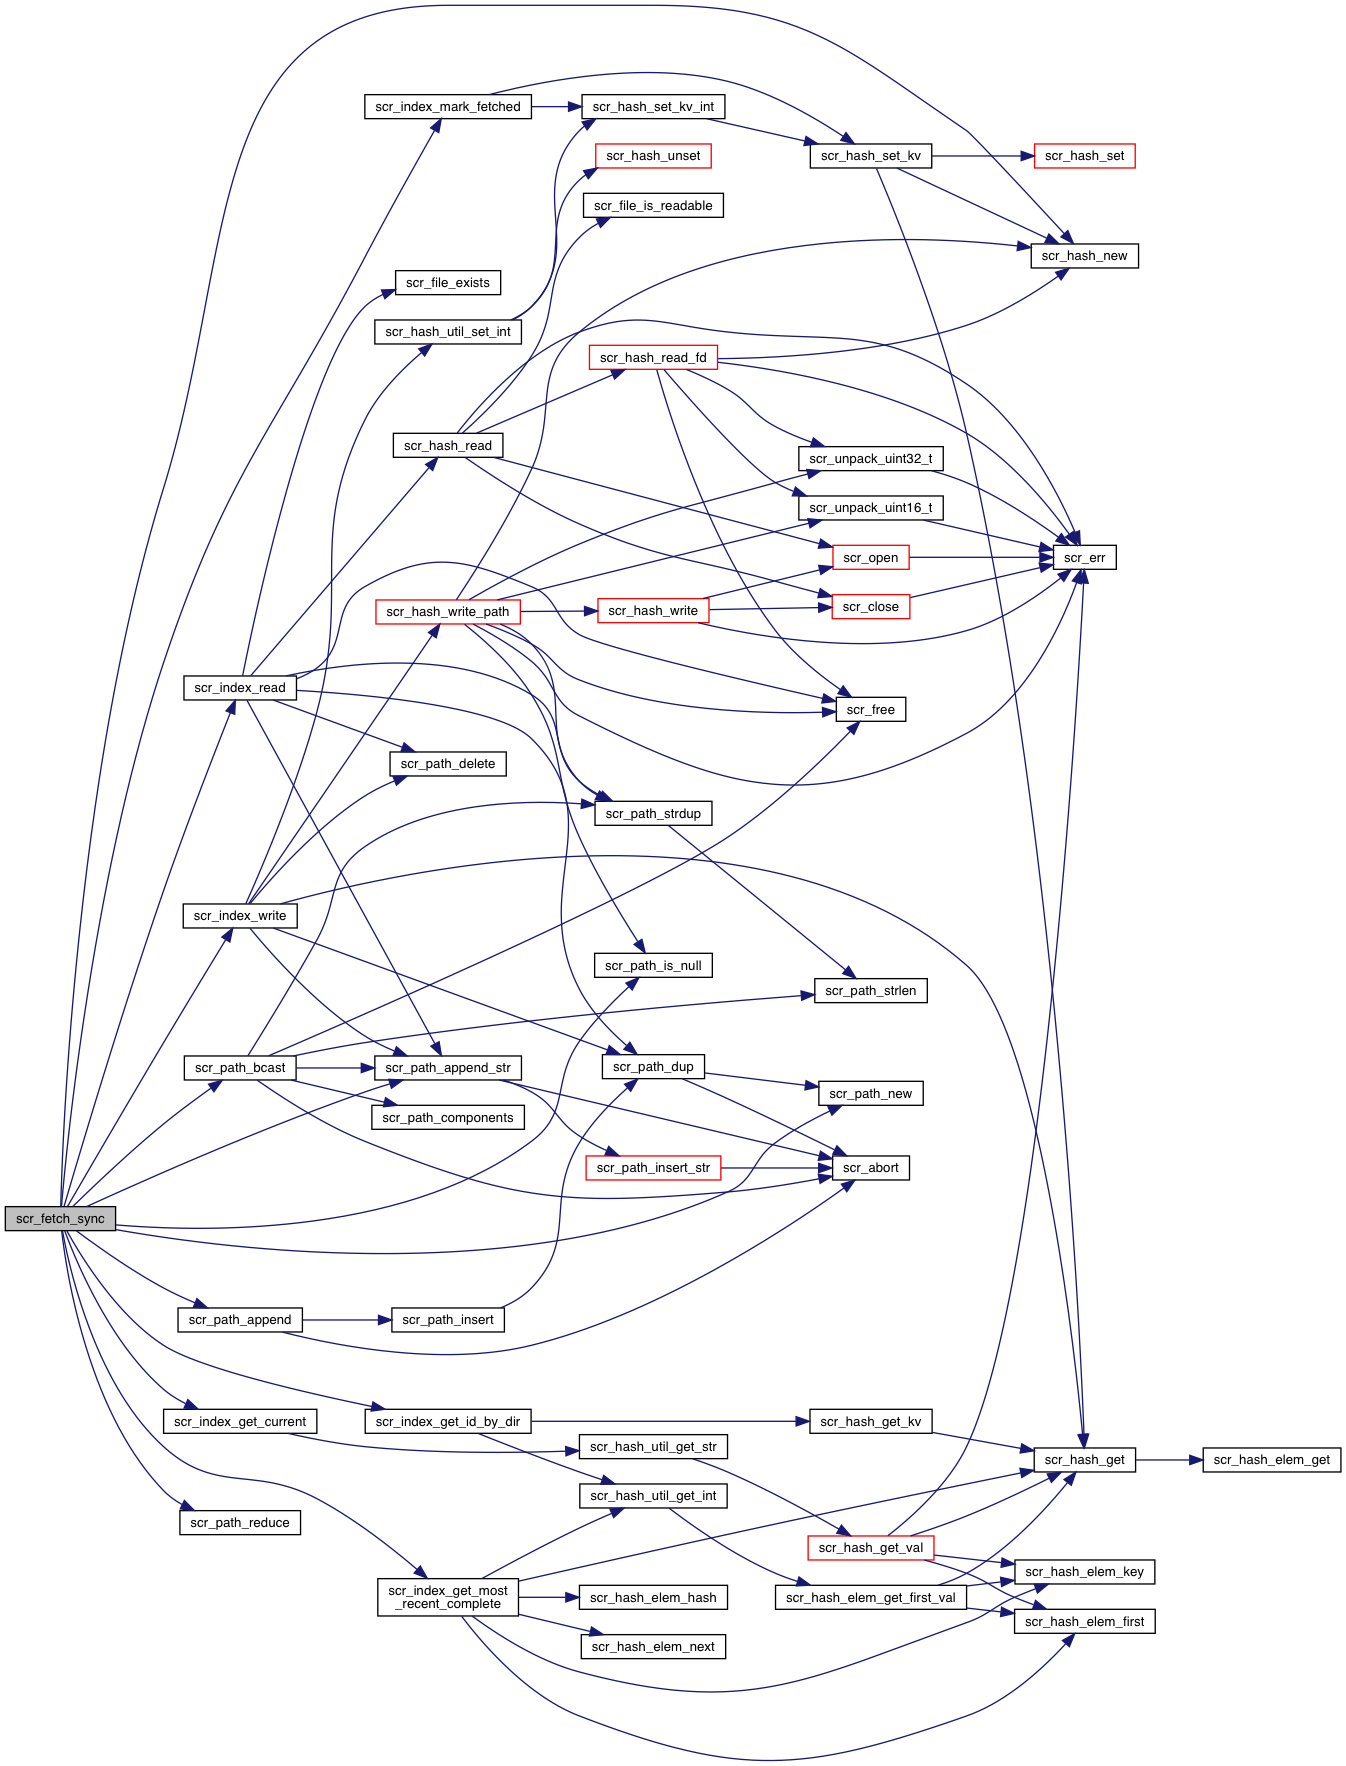 scr_index_mark_fetched
scr_hash_set_kv_int
scr_hash_unset
scr_hash_set_kv
scr_hash_set
scr_file_is_readable
scr_hash_new
scr_file_exists
scr_hash_util_set_int
scr_hash_read_fd
scr_hash_read
scr_unpack_uint32_t
scr_unpack_uint16_t
scr_open
scr_err
scr_hash_write_path
scr_hash_write
scr_close
scr_index_read
scr_free
scr_path_delete
scr_path_strdup
scr_index_write
scr_path_is_null
scr_path_strlen
scr_path_bcast
scr_path_append_str
scr_path_dup
scr_path_new
scr_path_components
scr_path_insert_str
scr_abort
scr_fetch_sync
scr_path_append
scr_path_insert
scr_index_get_current
scr_index_get_id_by_dir
scr_hash_get_kv
scr_hash_util_get_str
scr_hash_get
scr_hash_elem_get
scr_hash_util_get_int
scr_path_reduce
scr_hash_get_val
scr_hash_elem_key
scr_index_get_most
_recent_complete
scr_hash_elem_hash
scr_hash_elem_get_first_val
scr_hash_elem_first
scr_hash_elem_next